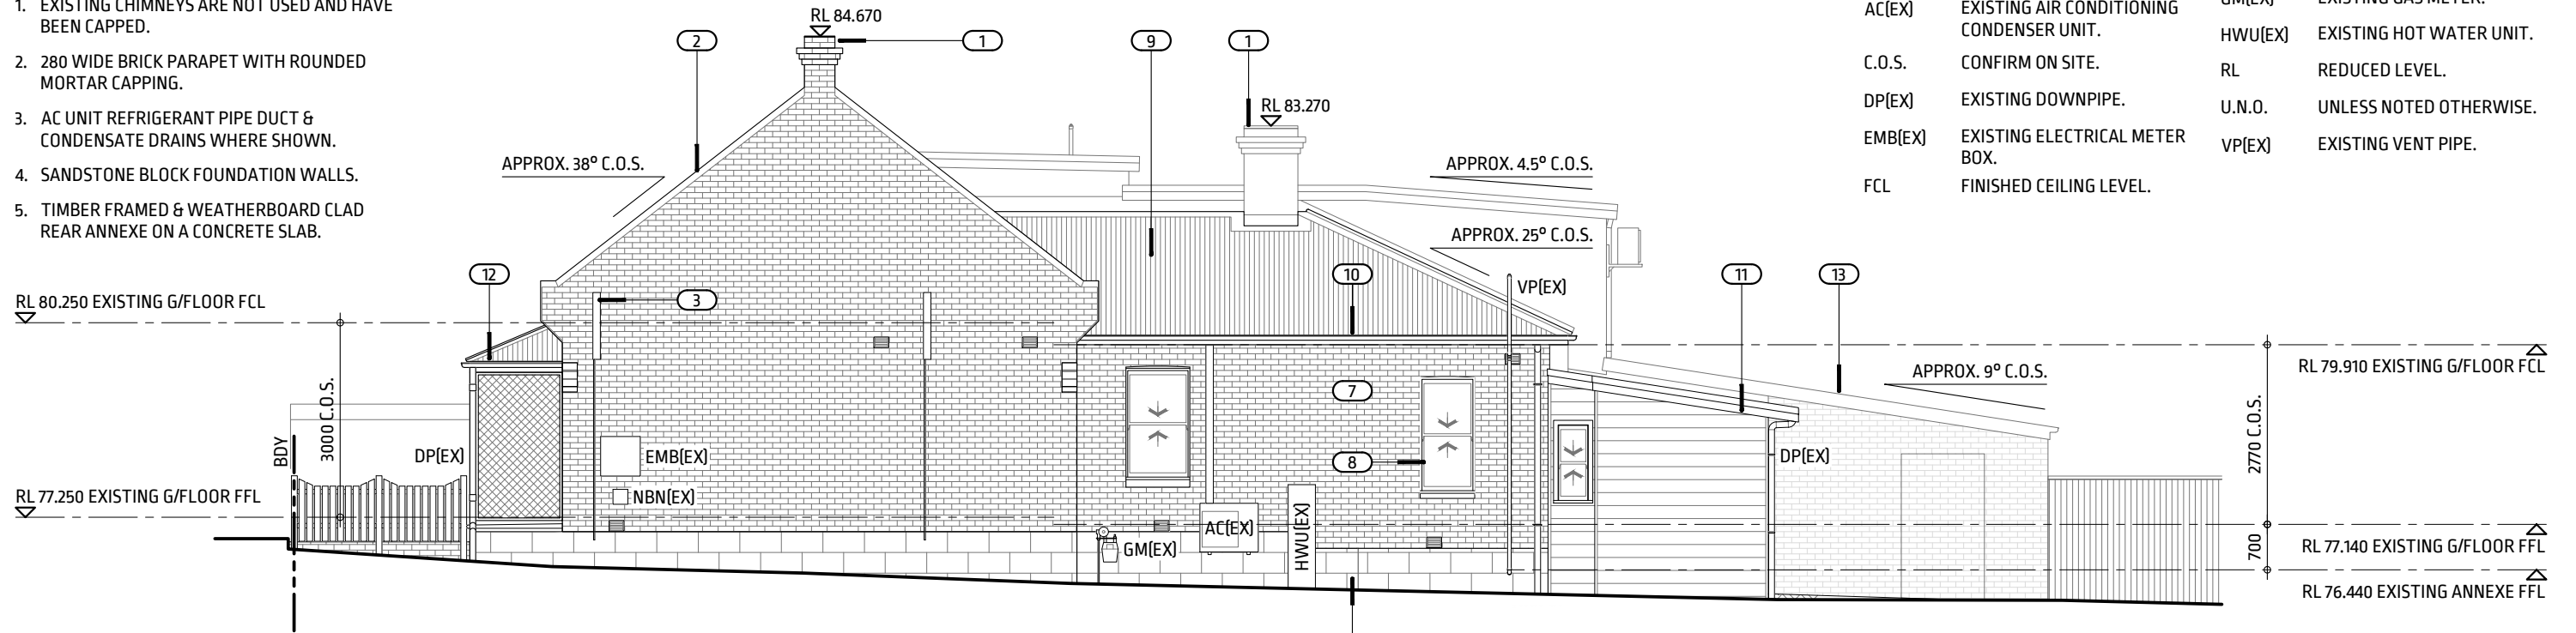 1. EXISTING CHIMNEYS ARE NOT USED AND HAVE
BEEN CAPPED.
2. 280 WIDE BRICK PARAPET WITH ROUNDED
MORTAR CAPPING.
3. AC UNIT REFRIGERANT PIPE DUCT &
CONDENSATE DRAINS WHERE SHOWN.
4. SANDSTONE BLOCK FOUNDATION WALLS.
5. TIMBER FRAMED & WEATHERBOARD CLAD
REAR ANNEXE ON A CONCRETE SLAB.
AC(EX) EXISTING AIR CONDITIONING
CONDENSER UNIT.
C.O.S. CONFIRM ON SITE.
DP(EX) EXISTING DOWNPIPE.
EMB(EX) EXISTING ELECTRICAL METER
BOX.
FCL FINISHED CEILING LEVEL.
GM(EX) EXISTING GAS METER.
HWU(EX) EXISTING HOT WATER UNIT.
RL REDUCED LEVEL.
U.N.O. UNLESS NOTED OTHERWISE.
VP(EX) EXISTING VENT PIPE.
RL 84.670
2
1
9
1
RL 83.270
APPROX. 38° C.O.S.
APPROX. 4.5° C.O.S.
APPROX. 25° C.O.S.
12
3
10
VP(EX)
11
13
RL 80.250 EXISTING G/FLOOR FCL
RL 79.910 EXISTING G/FLOOR FCL
APPROX. 9° C.O.S.
7
3000 C.O.S.
2770 C.O.S.
BDY
DP(EX)
EMB(EX)
8
DP(EX)
RL 77.250 EXISTING G/FLOOR FFL
NBN(EX)
AC(EX)
HWU(EX)
GM(EX)
700
RL 77.140 EXISTING G/FLOOR FFL
RL 76.440 EXISTING ANNEXE FFL